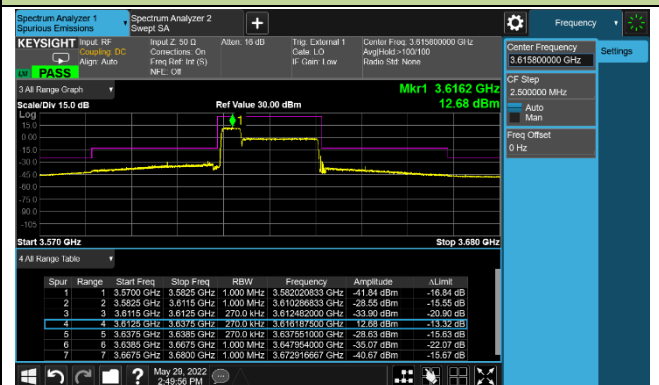 Spectrum Analyzer 1
Spurious Emissions
Spectrum Analyzer 2
Swept SA
Frequency
KEYSIGHT
Input: RF
Coupling: DC
Align: Auto
Input Z: 50 Ω
Corrections: On
Freq Ref: Int (S)
NFE: Off
Atten: 16 dB
Trig: External 1
Gate: LO
IF Gain: Low
Center Freq: 3.615800000 GHz
Avg|Hold:>100/100
Radio Std: None
LXI PASS
Center Frequency
3.615800000 GHz
Settings
CF Step
2.500000 MHz
Auto
Man
Freq Offset
0 Hz
3 All Range Graph
Mkr1 3.6162 GHz
Scale/Div 15.0 dB
Ref Value 30.00 dBm
12.68 dBm
Log
15.0
0.00
-15.0
-30.0
-45.0
-60.0
-75.0
-90.0
-105
1
Start 3.570 GHz
Stop 3.680 GHz
4 All Range Table
Spur Range Start Freq Stop Freq RBW Frequency Amplitude ΔLimit
1 1 3.5700 GHz 3.5825 GHz 1.000 MHz 3.582020833 GHz -41.84 dBm -16.84 dB
2 2 3.5825 GHz 3.6115 GHz 1.000 MHz 3.610286833 GHz -28.55 dBm -15.55 dB
3 3 3.6115 GHz 3.6125 GHz 270.0 kHz 3.612482000 GHz -33.90 dBm -20.90 dB
4 4 3.6125 GHz 3.6375 GHz 270.0 kHz 3.616187500 GHz 12.68 dBm -13.32 dB
5 5 3.6375 GHz 3.6385 GHz 270.0 kHz 3.637551000 GHz -28.63 dBm -15.63 dB
6 6 3.6385 GHz 3.6675 GHz 1.000 MHz 3.647954000 GHz -35.07 dBm -22.07 dB
7 7 3.6675 GHz 3.6800 GHz 1.000 MHz 3.672916667 GHz -40.67 dBm -15.67 dB
May 29, 2022
2:49:56 PM